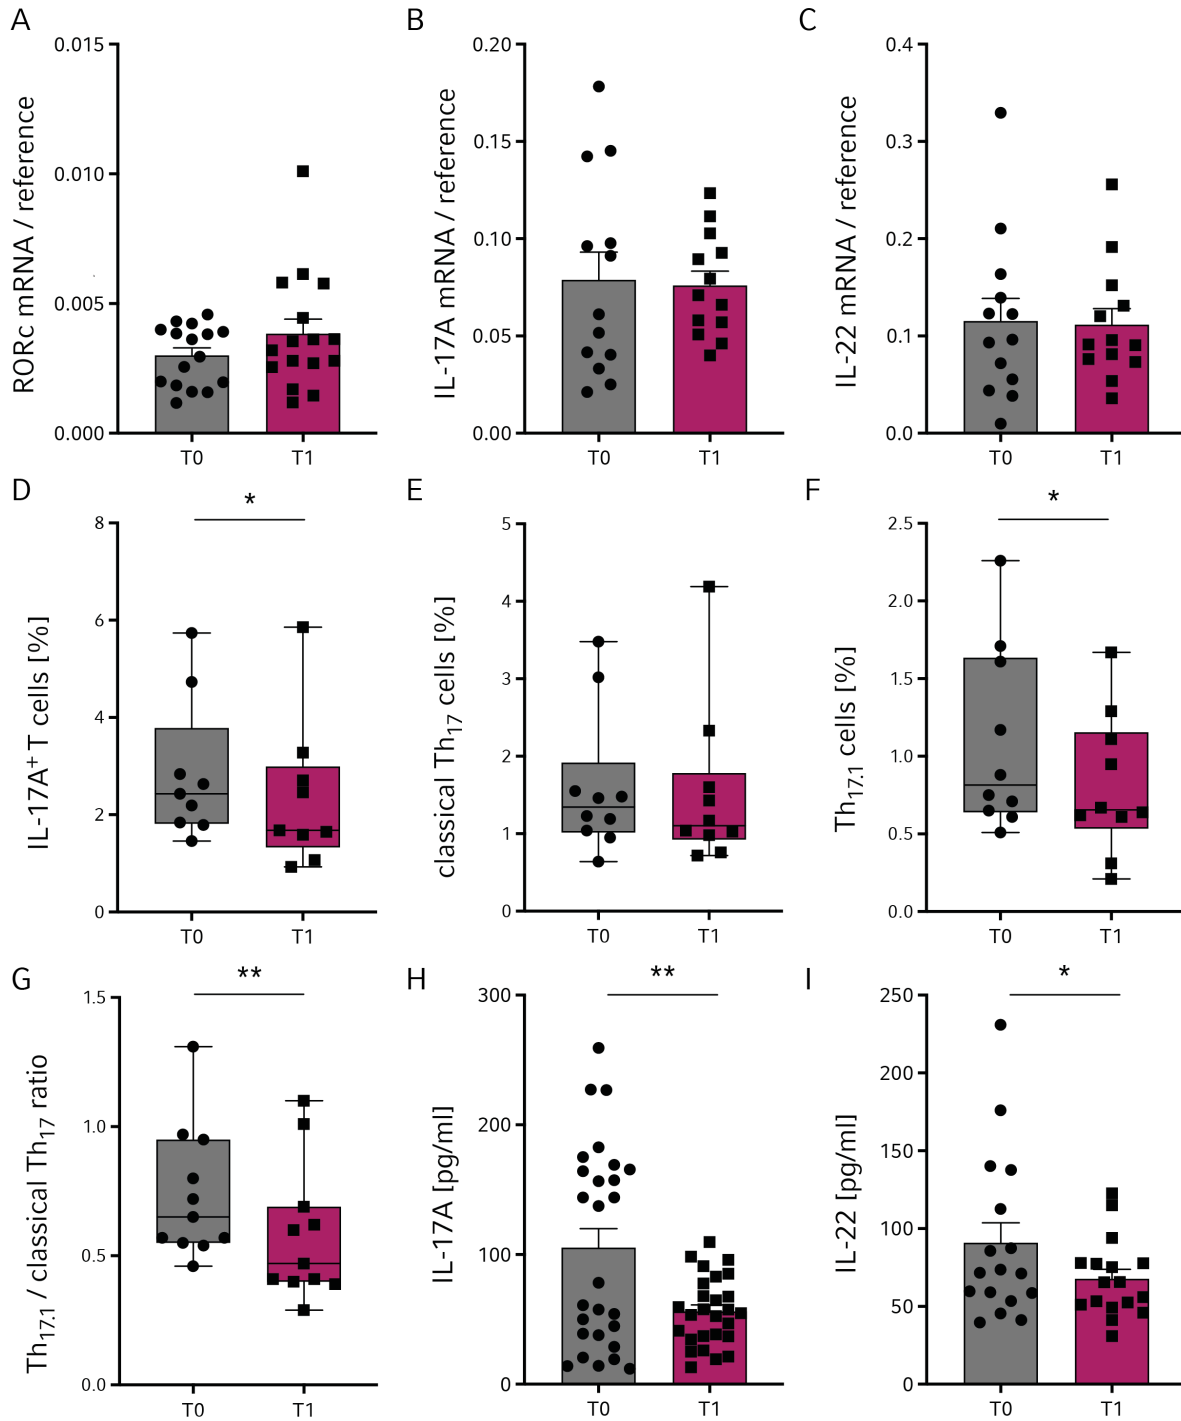 A
RORc mRNA / reference
0.015
0.010
0.005
0.000
T0
T1
B
IL-17A mRNA / reference
0.20
0.15
0.10
0.05
0.00
T0
T1
C
IL-22 mRNA / reference
0.4
0.3
0.2
0.1
0.0
T0
T1
D
*
IL-17A⁺ T cells [%]
8
6
4
2
0
T0
T1
E
classical Th₁₇ cells [%]
5
4
3
2
1
0
T0
T1
F
*
Th₁₇.₁ cells [%]
2.5
2.0
1.5
1.0
0.5
0.0
T0
T1
G
**
Th₁₇.₁ / classical Th₁₇ ratio
1.5
1.0
0.5
0.0
T0
T1
H
**
IL-17A [pg/ml]
300
200
100
0
T0
T1
I
*
IL-22 [pg/ml]
250
200
150
100
50
0
T0
T1